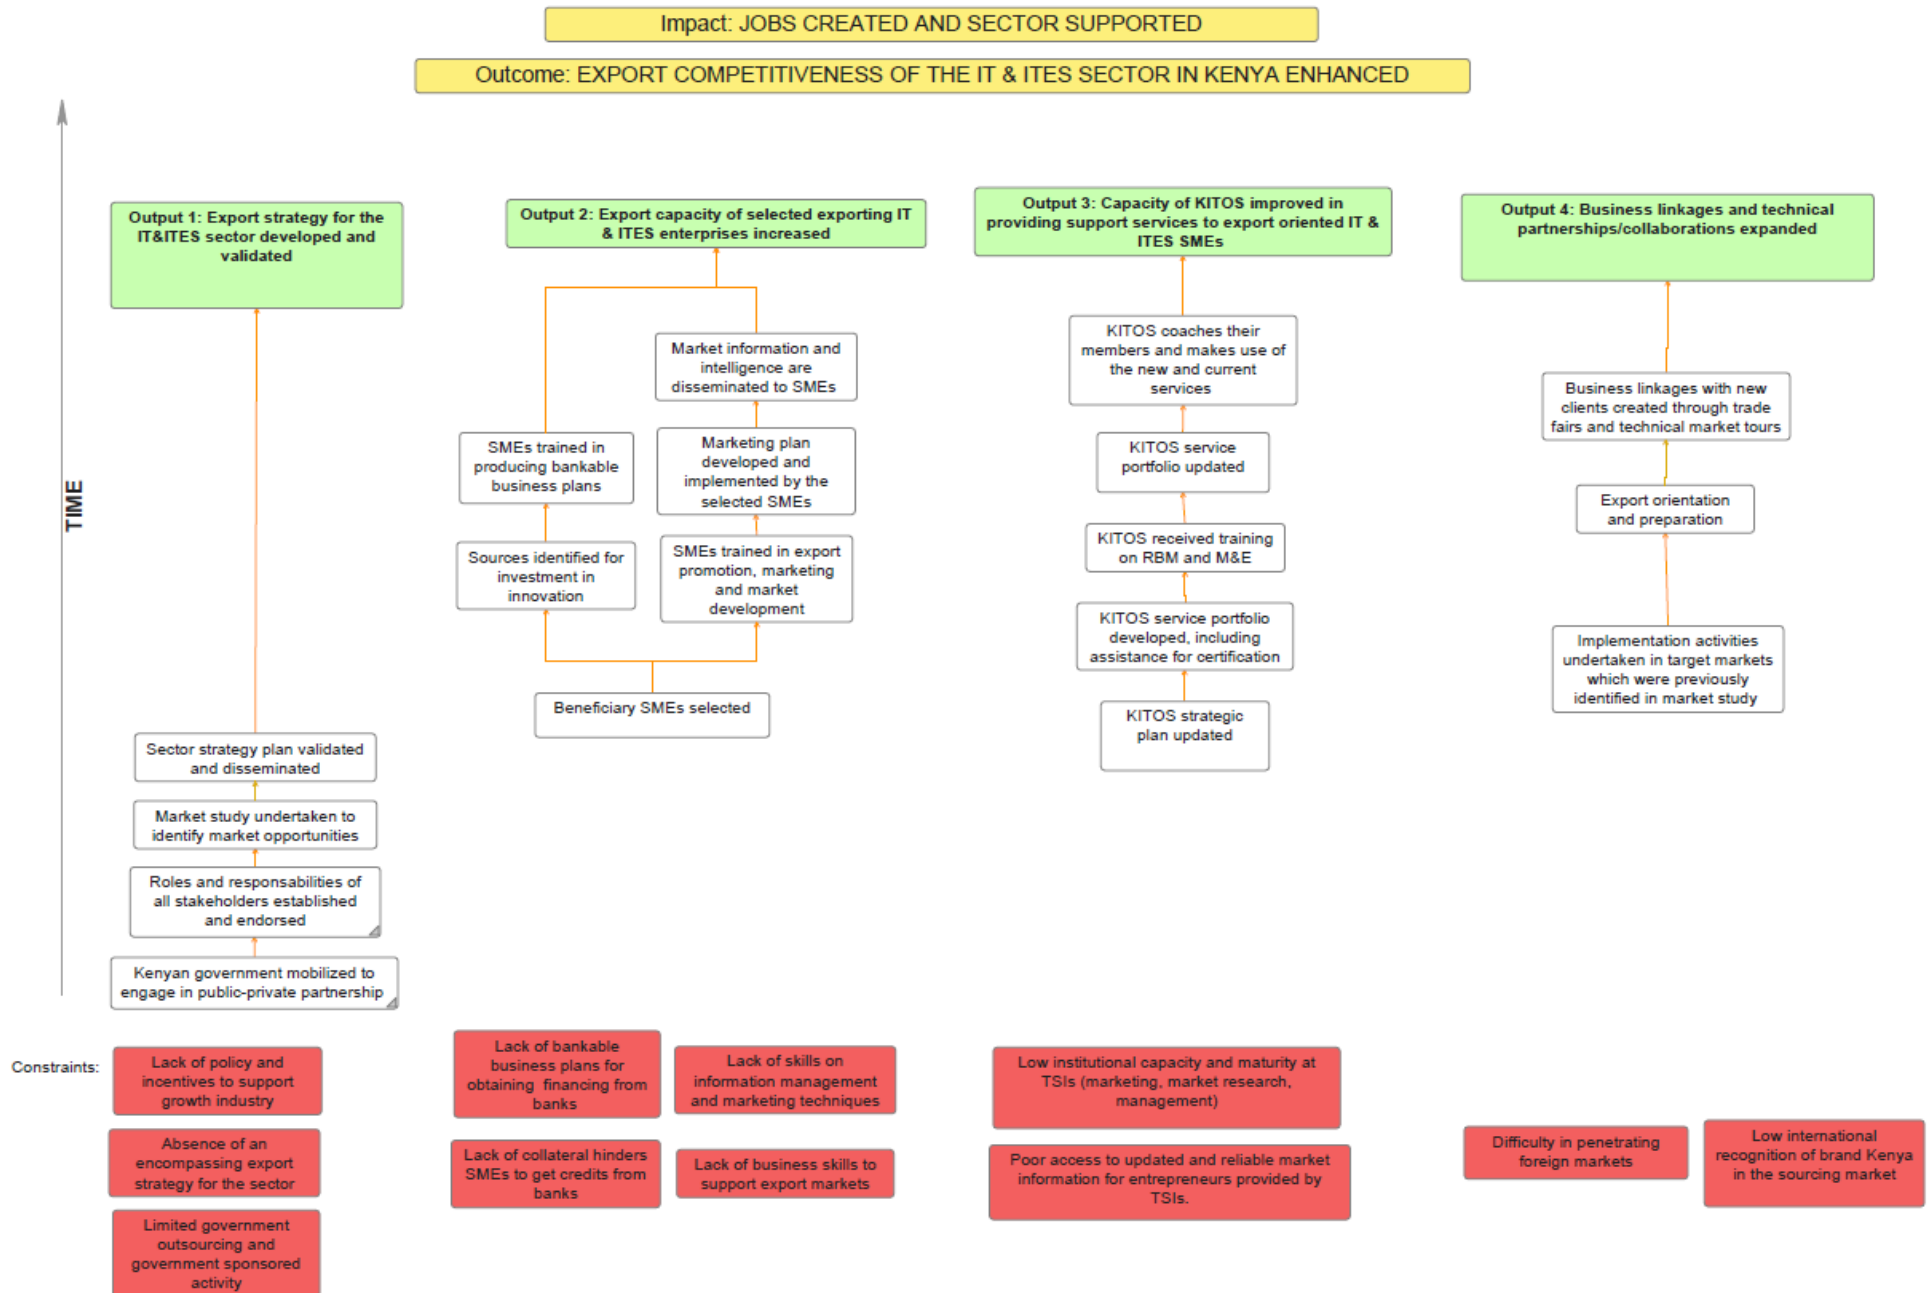 Impact: JOBS CREATED AND SECTOR SUPPORTED
Outcome: EXPORT COMPETITIVENESS OF THE IT & ITES SECTOR IN KENYA ENHANCED
TIME
Output 1: Export strategy for the
IT&ITES sector developed and
validated
Sector strategy plan validated
and disseminated
Market study undertaken to
identify market opportunities
Roles and responsabilities of
all stakeholders established
and endorsed
Kenyan government mobilized to
engage in public-private partnership
Output 2: Export capacity of selected exporting IT
& ITES enterprises increased
SMEs trained in
producing bankable
business plans
Sources identified for
investment in
innovation
Market information and
intelligence are
disseminated to SMEs
Marketing plan
developed and
implemented by the
selected SMEs
SMEs trained in export
promotion, marketing
and market
development
Beneficiary SMEs selected
Output 3: Capacity of KITOS improved in
providing support services to export oriented IT &
ITES SMEs
KITOS coaches their
members and makes use of
the new and current
services
KITOS service
portfolio updated
KITOS received training
on RBM and M&E
KITOS service portfolio
developed, including
assistance for certification
KITOS strategic
plan updated
Output 4: Business linkages and technical
partnerships/collaborations expanded
Business linkages with new
clients created through trade
fairs and technical market tours
Export orientation
and preparation
Implementation activities
undertaken in target markets
which were previously
identified in market study
Constraints:
Lack of policy and
incentives to support
growth industry
Absence of an
encompassing export
strategy for the sector
Limited government
outsourcing and
government sponsored
activity
Lack of bankable
business plans for
obtaining financing from
banks
Lack of collateral hinders
SMEs to get credits from
banks
Lack of skills on
information management
and marketing techniques
Lack of business skills to
support export markets
Low institutional capacity and maturity at
TSIs (marketing, market research,
management)
Poor access to updated and reliable market
information for entrepreneurs provided by
TSIs.
Difficulty in penetrating
foreign markets
Low international
recognition of brand Kenya
in the sourcing market